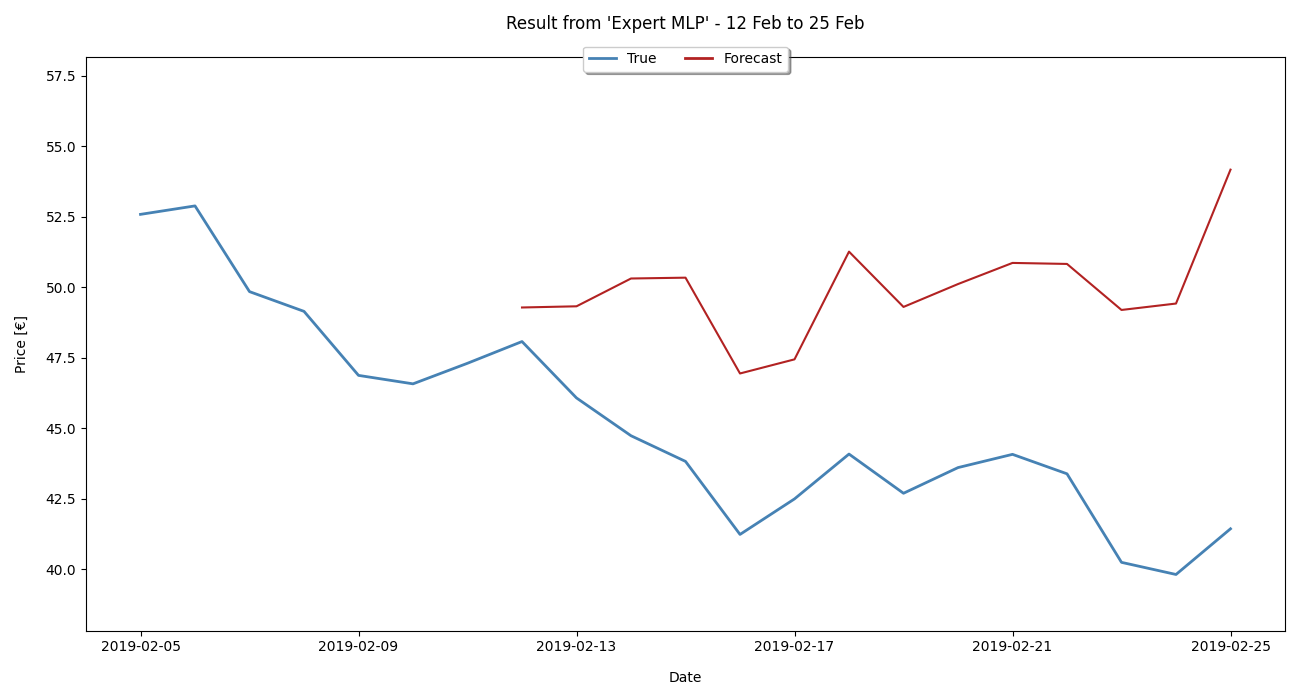 Result from 'Expert MLP' - 12 Feb to 25 Feb
True Forecast
57.5
55.0
52.5
50.0
47.5
45.0
42.5
40.0
Price [€]
2019-02-05 2019-02-09 2019-02-13 2019-02-17 2019-02-21 2019-02-25
Date